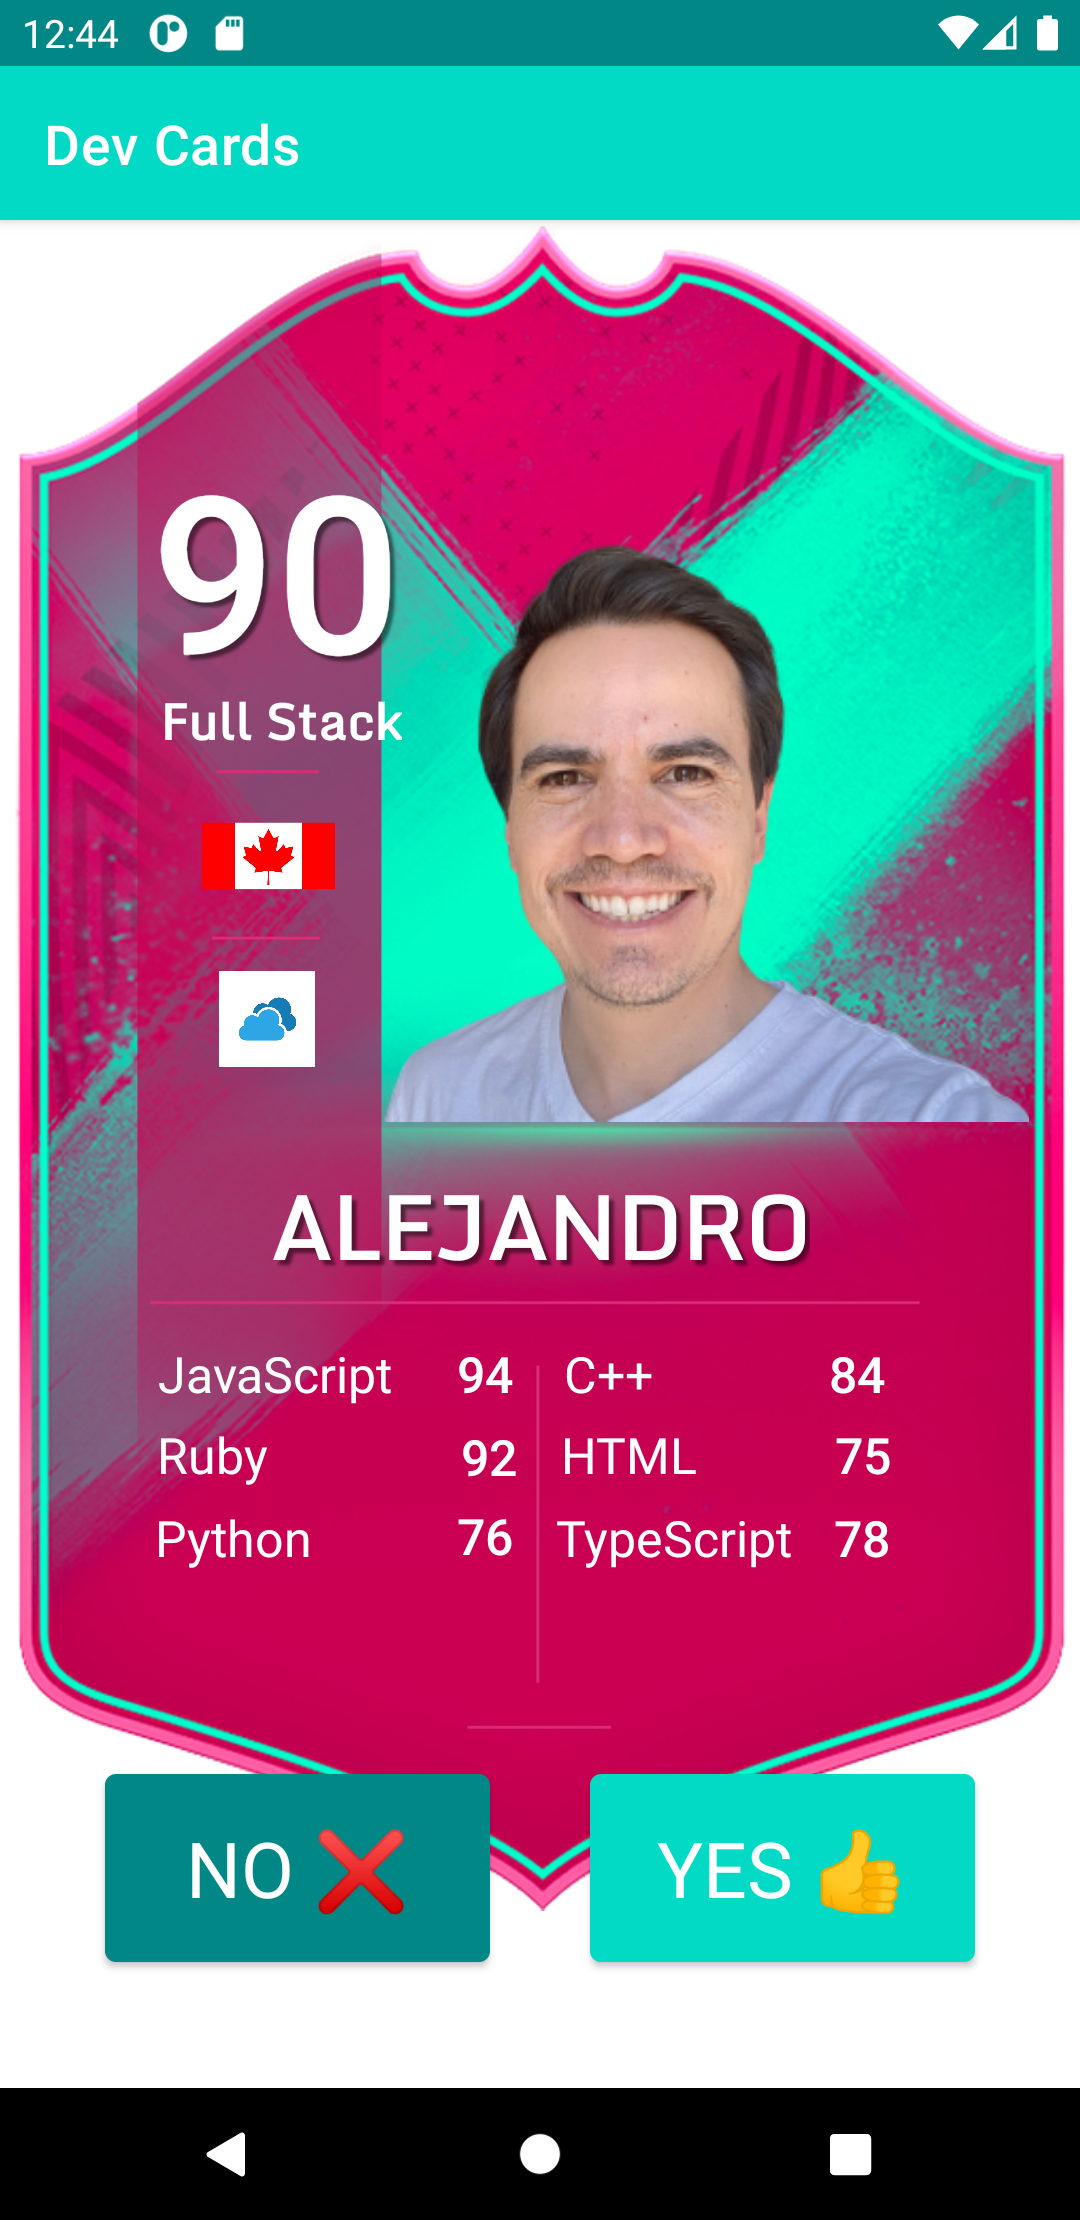 12:44
Dev Cards
90
Full Stack
ALEJANDRO
JavaScript 94 C++ 84
Ruby 92 HTML 75
Python 76 TypeScript 78
NO ❌ YES 👍